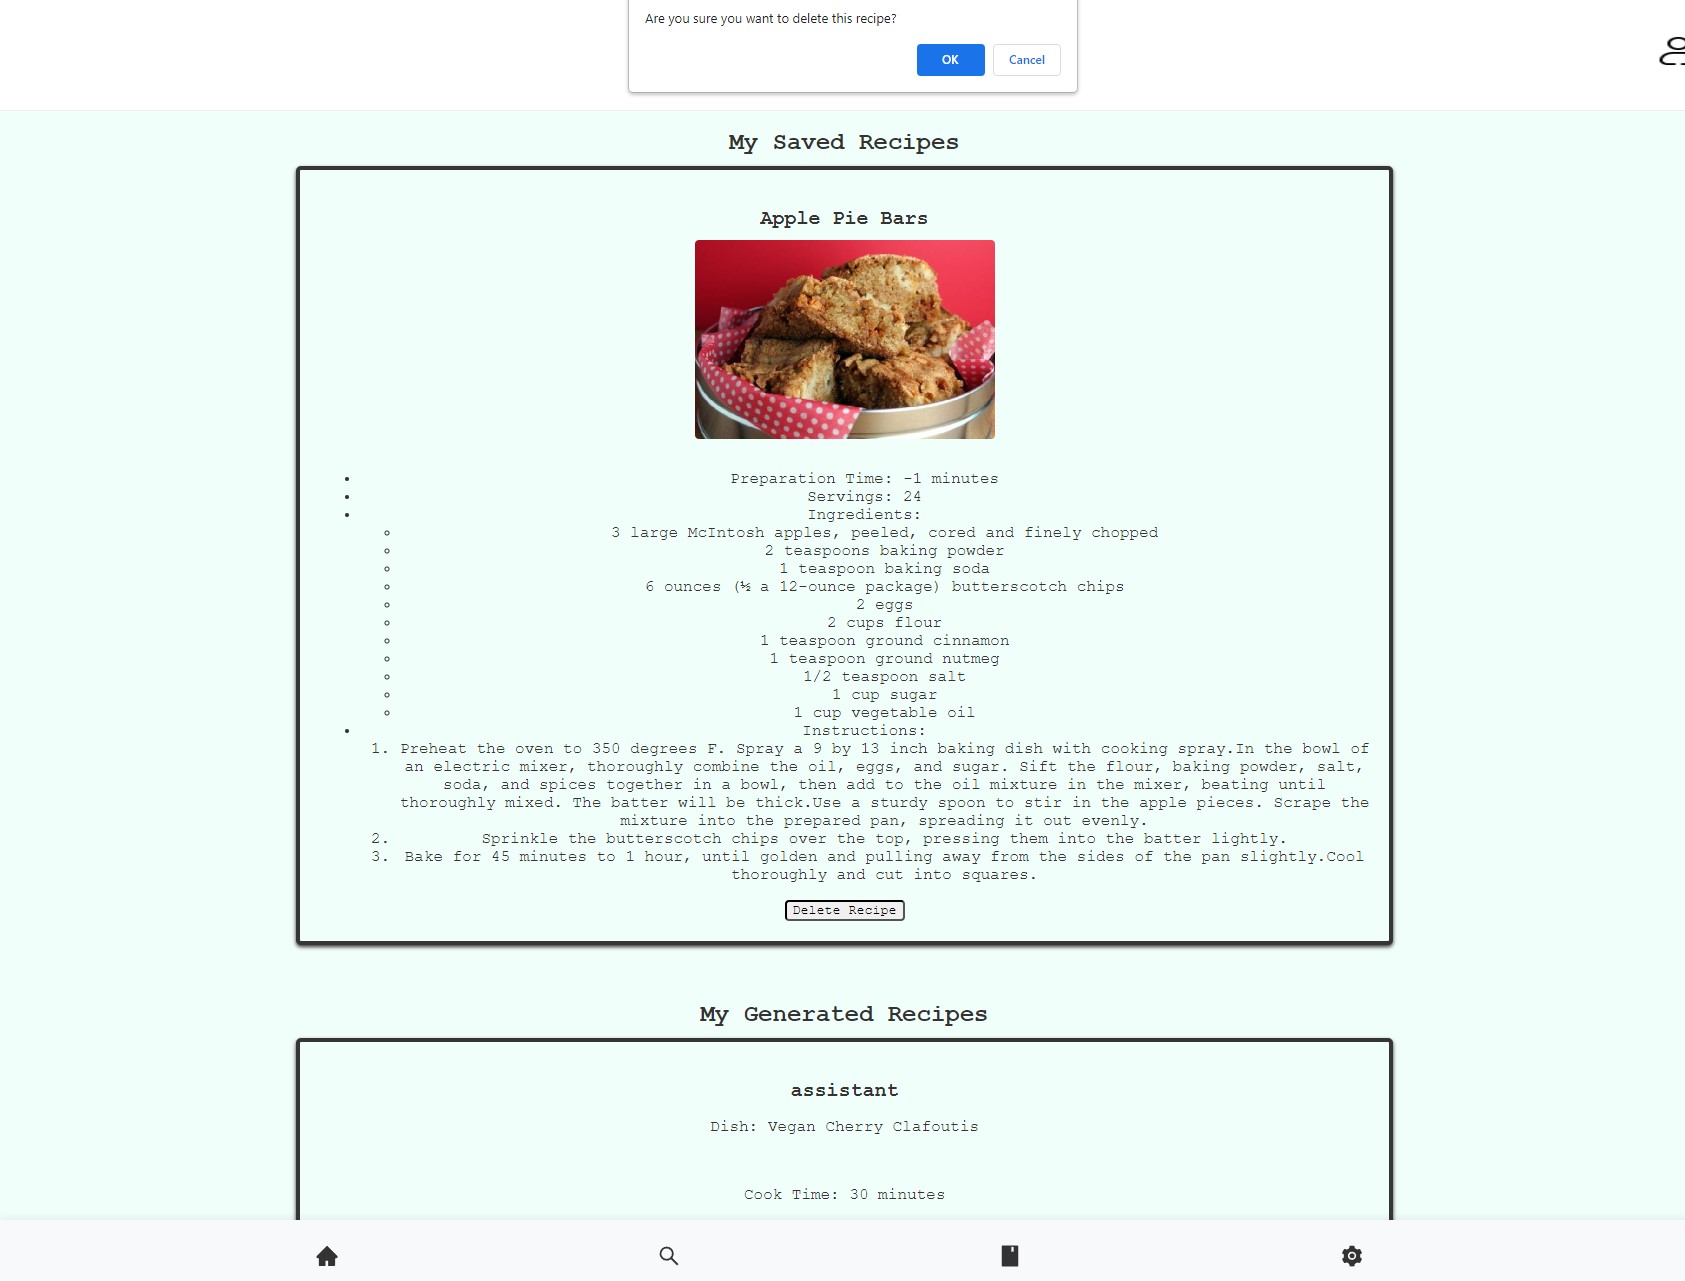 Are you sure you want to delete this recipe?
OK Cancel
My Saved Recipes
Apple Pie Bars
Preparation Time: -1 minutes
Servings: 24
Ingredients:
3 large McIntosh apples, peeled, cored and finely chopped
2 teaspoons baking powder
1 teaspoon baking soda
6 ounces (½ a 12-ounce package) butterscotch chips
2 eggs
2 cups flour
1 teaspoon ground cinnamon
1 teaspoon ground nutmeg
1/2 teaspoon salt
1 cup sugar
1 cup vegetable oil
Instructions:
1. Preheat the oven to 350 degrees F. Spray a 9 by 13 inch baking dish with cooking spray.In the bowl of
an electric mixer, thoroughly combine the oil, eggs, and sugar. Sift the flour, baking powder, salt,
soda, and spices together in a bowl, then add to the oil mixture in the mixer, beating until
thoroughly mixed. The batter will be thick.Use a sturdy spoon to stir in the apple pieces. Scrape the
mixture into the prepared pan, spreading it out evenly.
2. Sprinkle the butterscotch chips over the top, pressing them into the batter lightly.
3. Bake for 45 minutes to 1 hour, until golden and pulling away from the sides of the pan slightly.Cool
thoroughly and cut into squares.
Delete Recipe
My Generated Recipes
assistant
Dish: Vegan Cherry Clafoutis
Cook Time: 30 minutes